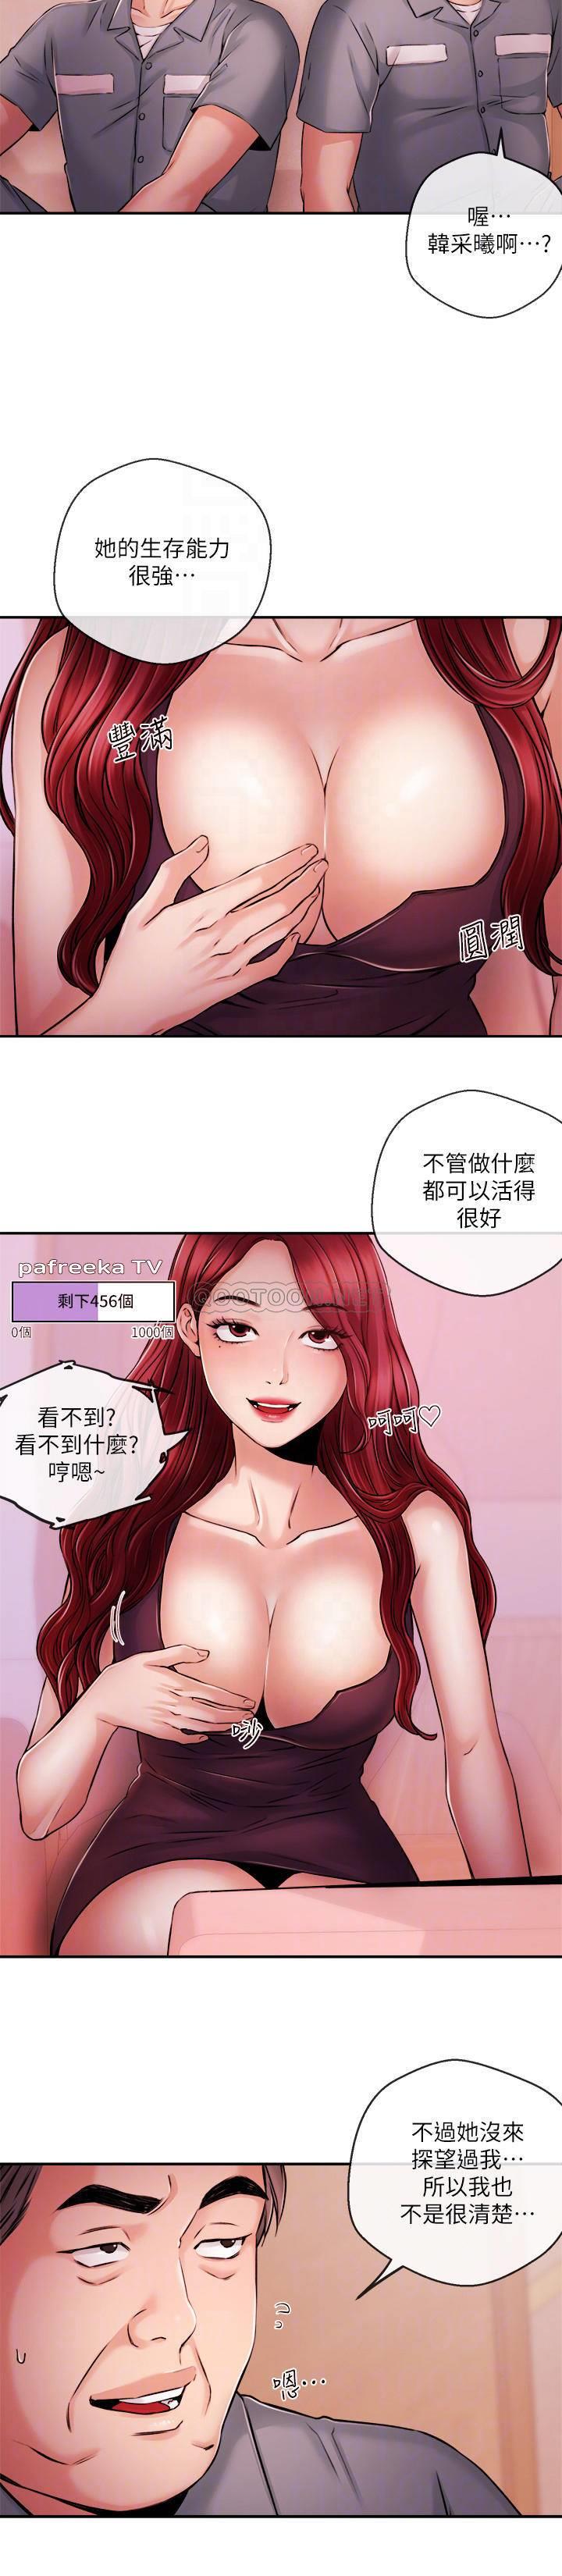 喔…
韓采曦啊…?
她的生存能力
很強…
豐滿
圓潤
不管做什麼
都可以活得
很好
pafreeka TV
剩下456個
0個 1000個
看不到?
看不到什麼?
哼嗯~
呵呵♡
唦
不過她沒來
探望過我…
所以我也
不是很清楚…
嗯…